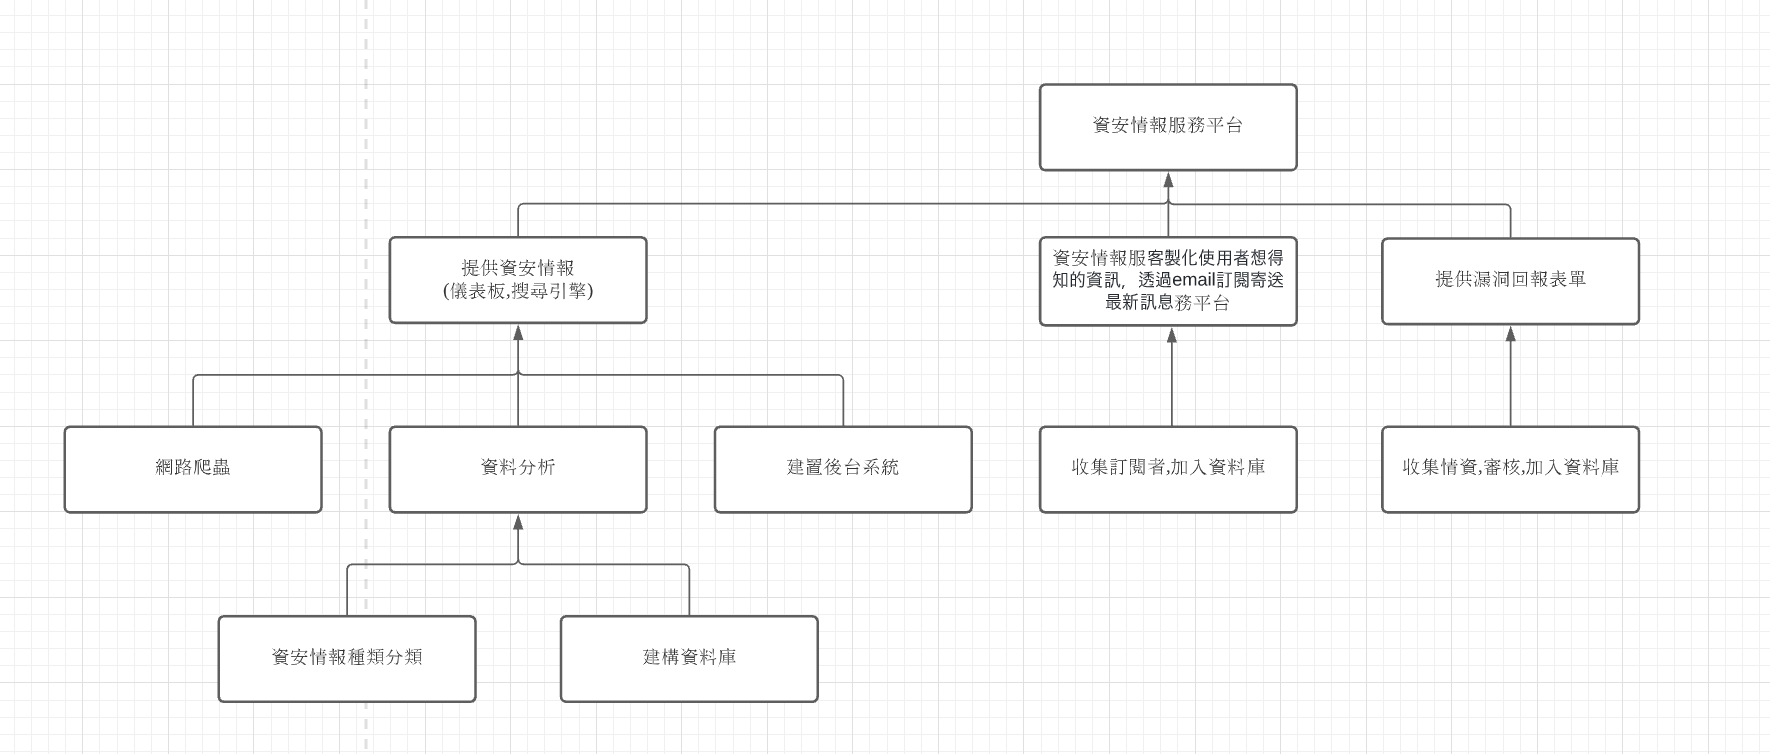 資安情報服務平台
提供資安情報
(儀表板,搜尋引擎)
資安情報服客製化使用者想得
知的資訊，透過email訂閱寄送
最新訊息務平台
提供漏洞回報表單
網路爬蟲
資料分析
建置後台系統
收集訂閱者,加入資料庫
收集情資,審核,加入資料庫
資安情報種類分類
建構資料庫